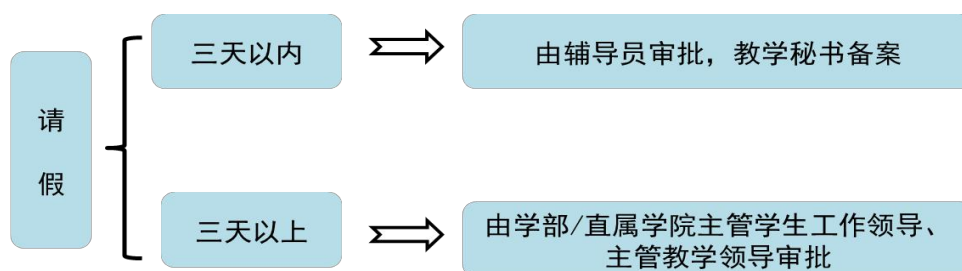 请
假
三天以内
由辅导员审批，教学秘书备案
三天以上
由学部/直属学院主管学生工作领导、
主管教学领导审批